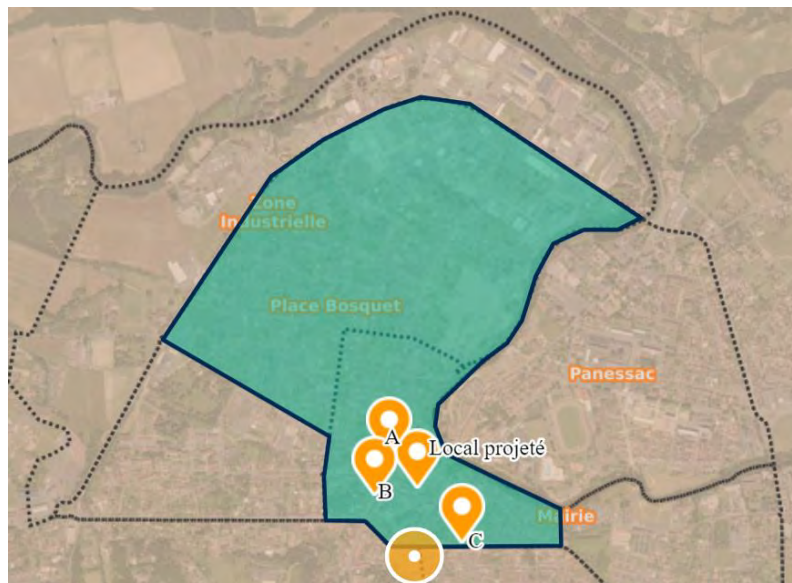 Zone
Industrielle
Place Bosquet
Panessac
A
Local projeté
B
Mairie
C